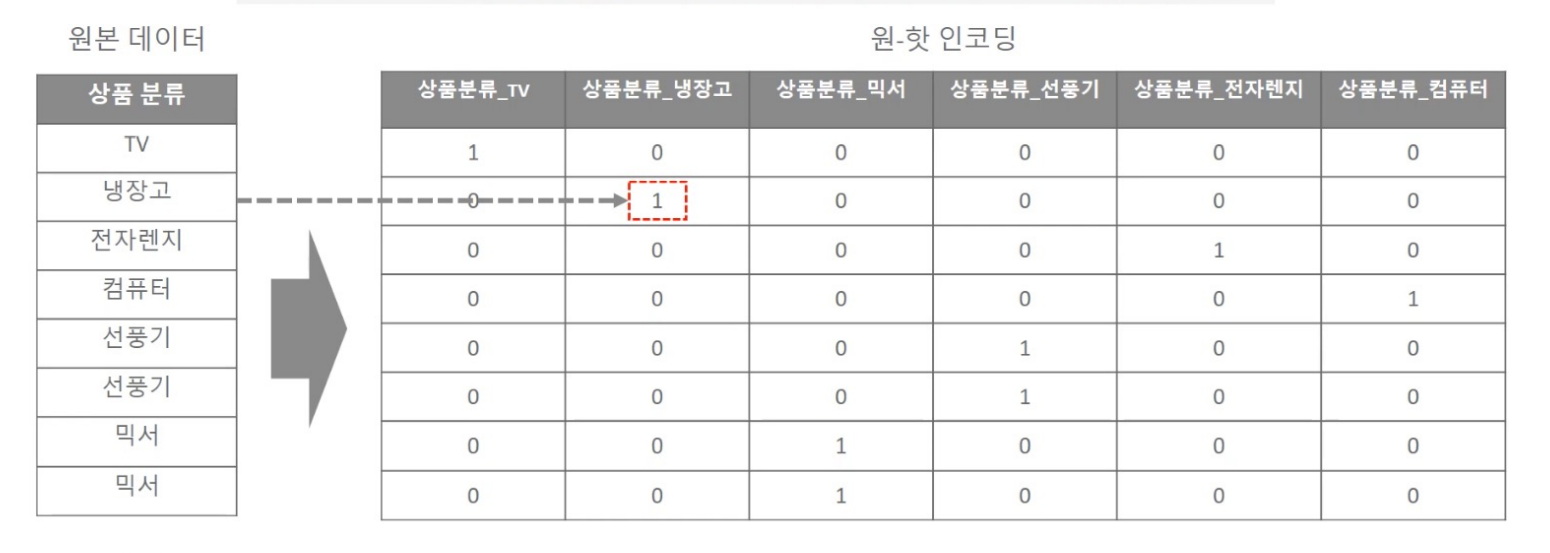 원본 데이터
원-핫 인코딩
상품 분류
TV
냉장고
전자렌지
컴퓨터
선풍기
선풍기
믹서
믹서
상품분류_TV 상품분류_냉장고 상품분류_믹서 상품분류_선풍기 상품분류_전자렌지 상품분류_컴퓨터
1 0 0 0 0 0
0 1 0 0 0 0
0 0 0 0 1 0
0 0 0 0 0 1
0 0 0 1 0 0
0 0 0 1 0 0
0 0 1 0 0 0
0 0 1 0 0 0